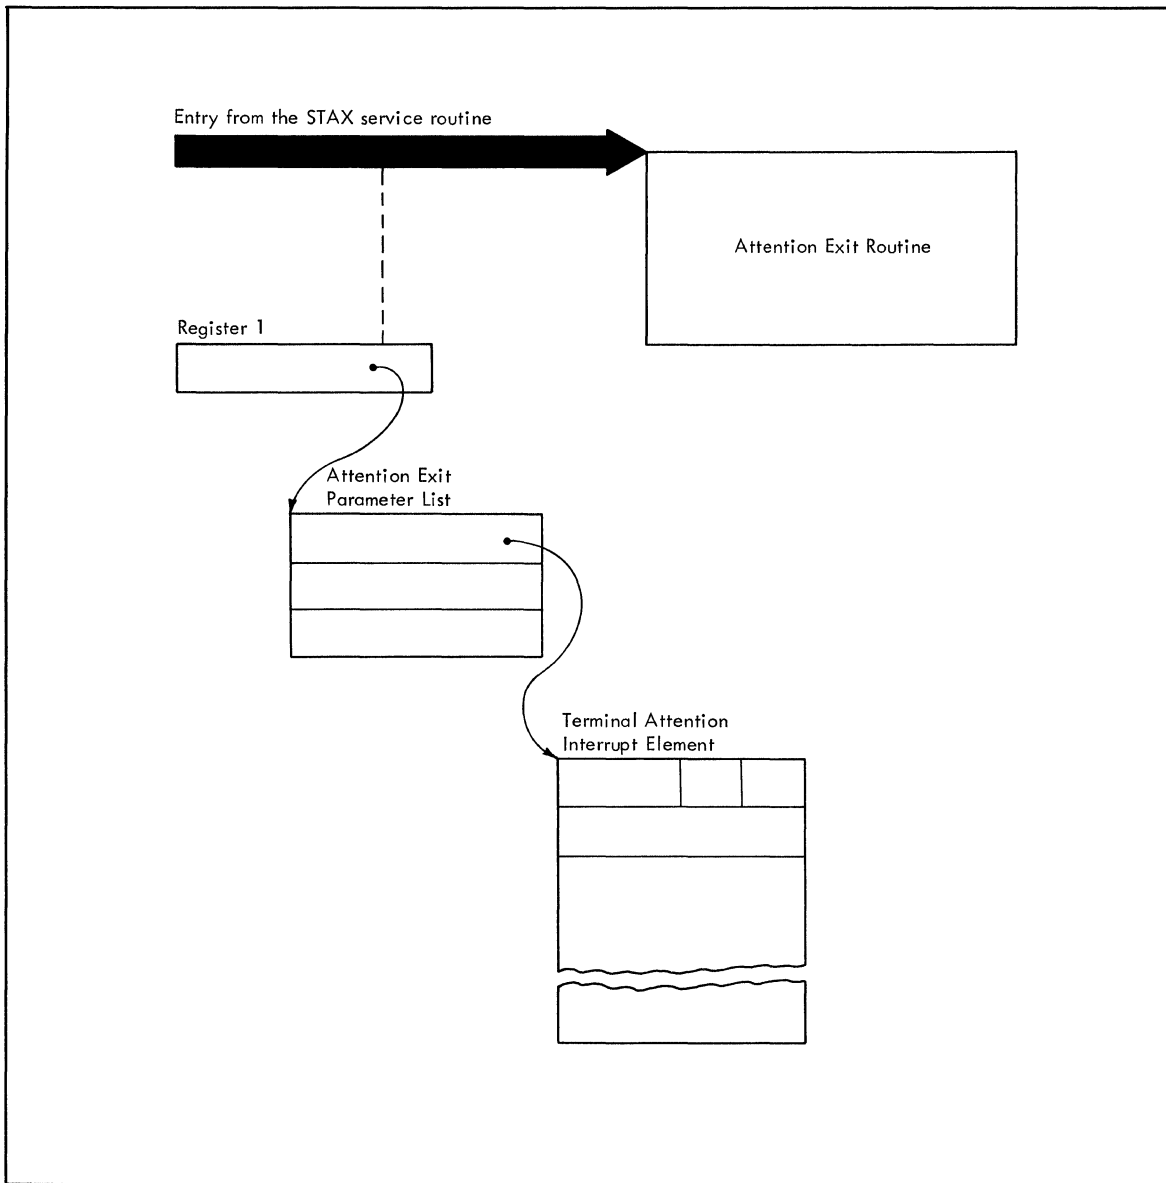 Entry from the STAX service routine
Attention Exit Routine
Register 1
Attention Exit
Parameter List
Terminal Attention
Interrupt Element